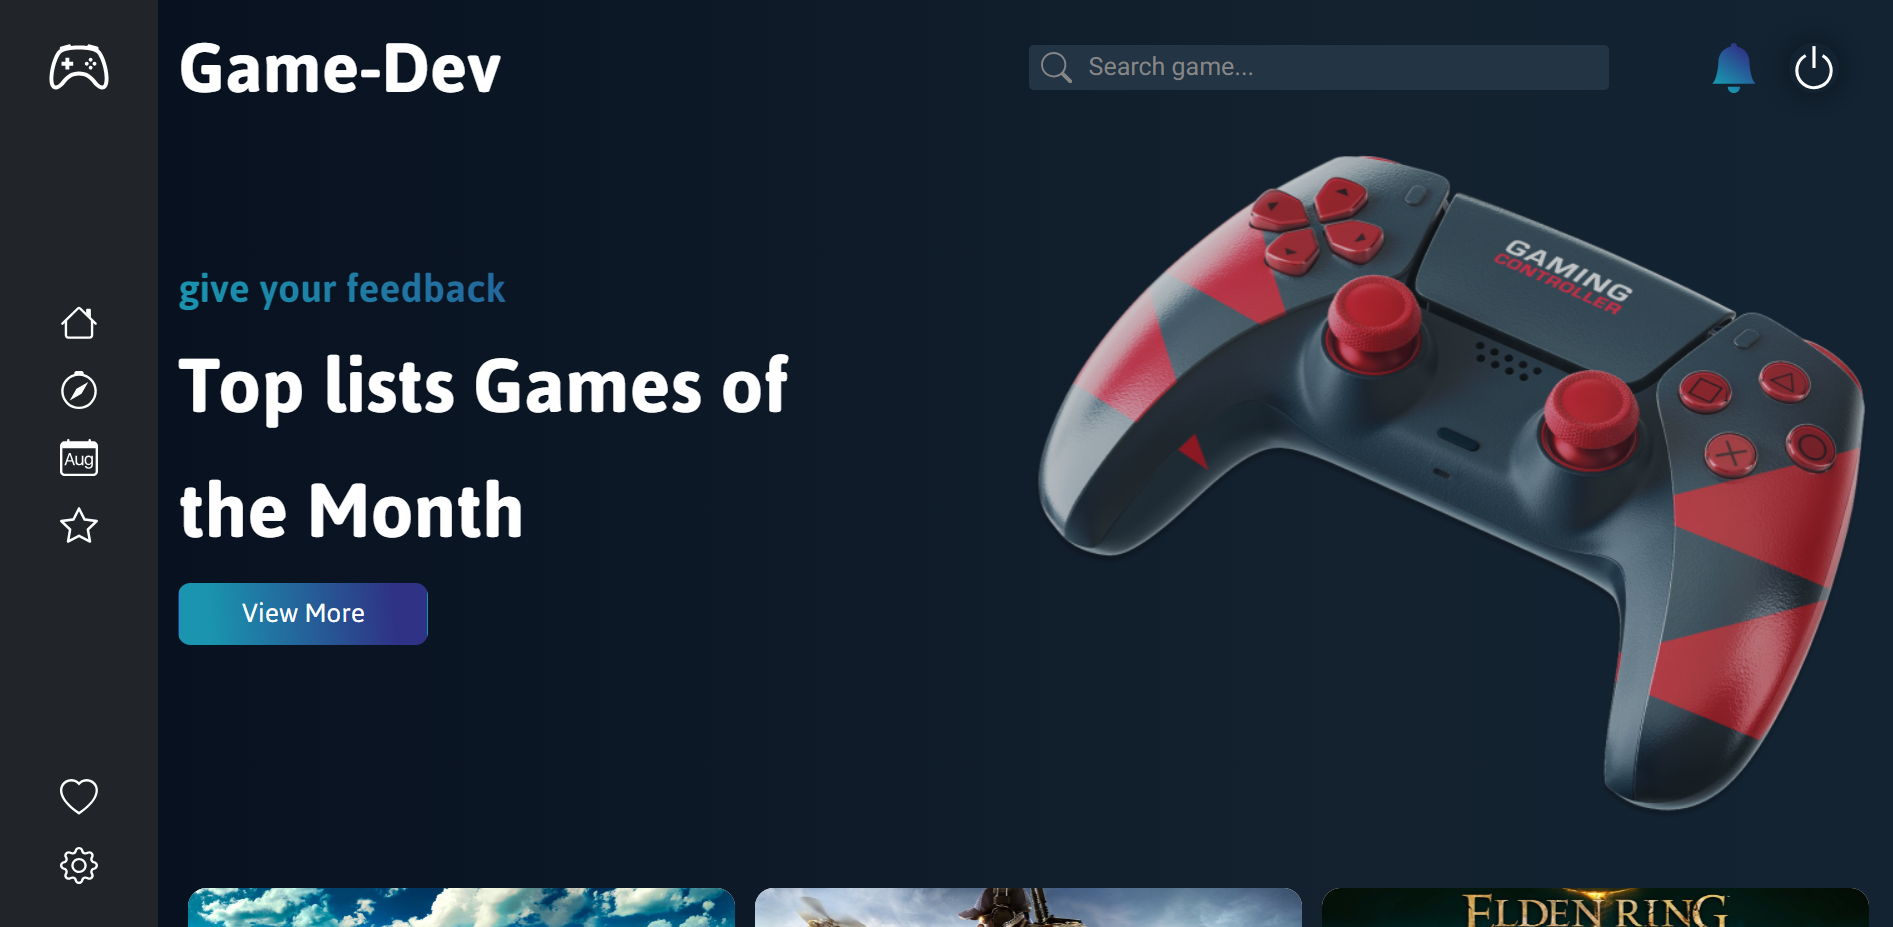 Game-Dev
Search game...
give your feedback
Top lists Games of
the Month
View More
GAMING
CONTROLLER
Aug
ELDEN RING